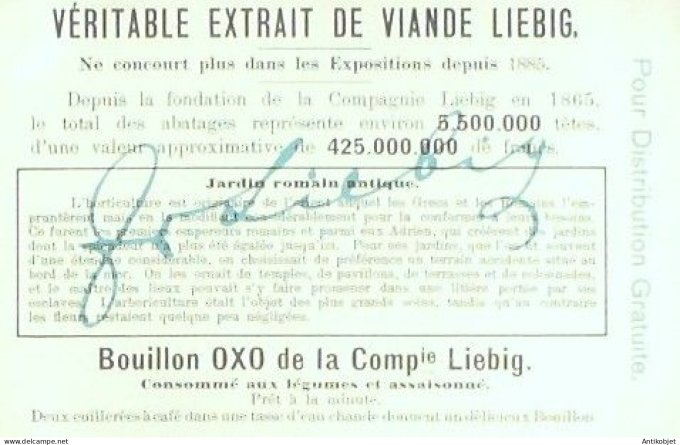 VÉRITABLE EXTRAIT DE VIANDE LIEBIG.
Ne concourt plus dans les Expositions depuis 1885.
Depuis la fondation de la Compagnie Liebig en 1865,
le total des abatages représente environ 5.500.000 têtes,
d'une valeur approximative de 425.000.000 de francs.
Jardin romain antique.
L'horticulture est originaire de l'Orient auquel les Grecs et les Romains l'em-
pruntèrent mais en la modifiant considérablement pour la conformer à leurs besoins.
Ce furent les premiers empereurs romains et parmi eux Adrien, qui créèrent des jardins
dont la splendeur n'a plus été égalée jusqu'ici. Pour ces jardins, que l'on fit souvent
d'une étendue considérable, on choisissait de préférence un terrain accidenté situé au
bord de la mer. On les ornait de temples, de pavillons, de terrasses et de colonnades,
et le maître des lieux pouvait s'y faire promener dans une litière portée par ses
esclaves. L'arboriculture était l'objet des plus grands soins, tandis qu'au contraire
les fleurs restaient quelque peu négligées.
J v Liebig
Bouillon OXO de la Compie Liebig.
Consommé aux légumes et assaisonné.
Prêt à la minute.
Deux cuillerées à café dans une tasse d'eau chaude donnent un délicieux Bouillon
Pour Distribution Gratuite.
www.antikobjet.com
Antikobjet